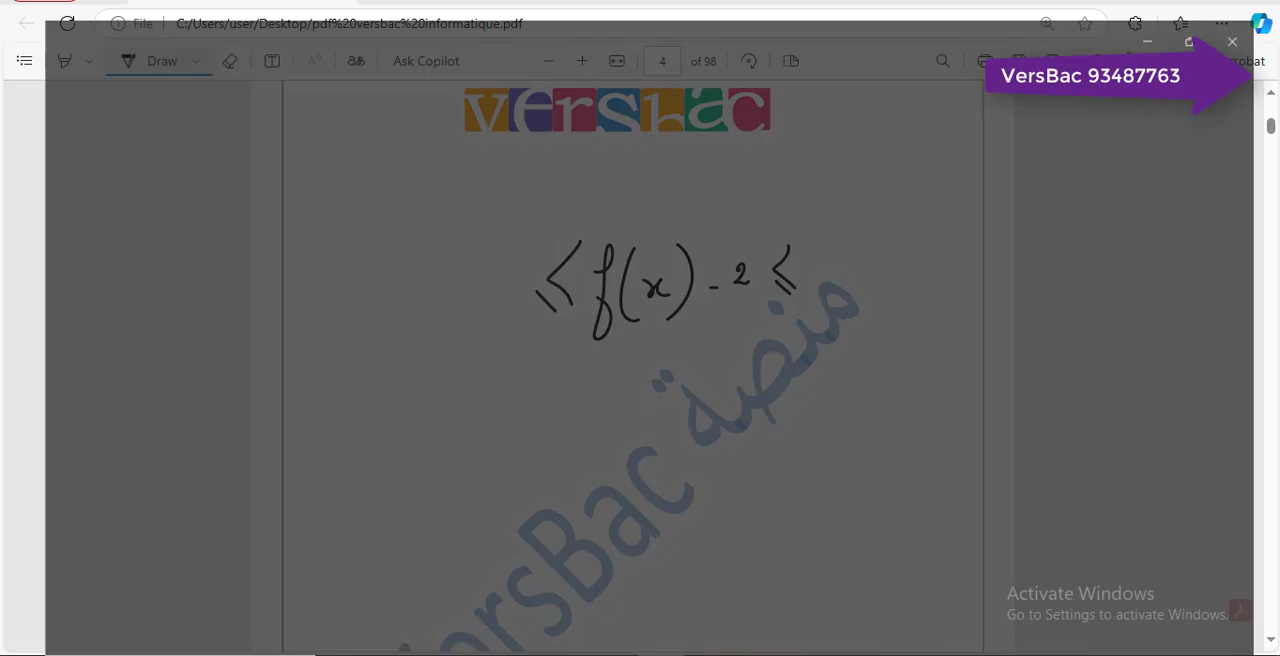 File C:/Users/user/Desktop/pdf%20versbac%20informatique.pdf
Draw Ask Copilot 4 of 98
VersBac 93487763
versbac
≤ f(x) - 2 ≤
منصة
VersBac
Activate Windows
Go to Settings to activate Windows.